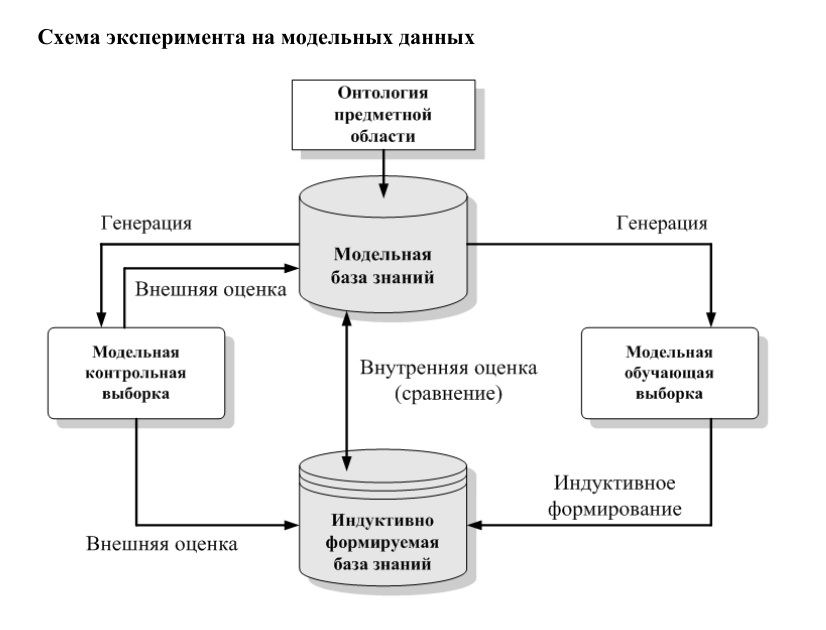 Схема эксперимента на модельных данных
Онтология
предметной
области
Генерация
Генерация
Модельная
база знаний
Внешняя оценка
Модельная
контрольная
выборка
Внутренняя оценка
(сравнение)
Модельная
обучающая
выборка
Индуктивное
формирование
Индуктивно
формируемая
база знаний
Внешняя оценка